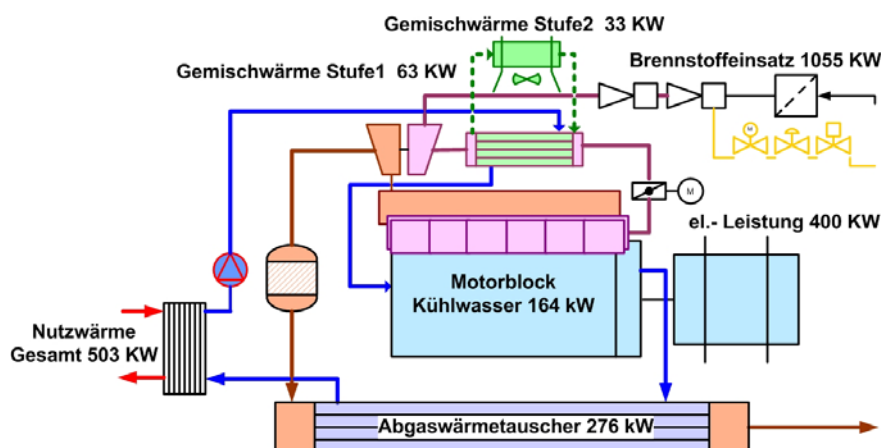 Gemischwärme Stufe2 33 KW
Gemischwärme Stufe1 63 KW
Brennstoffeinsatz 1055 KW
M
M
el.- Leistung 400 KW
Motorblock
Kühlwasser 164 kW
Nutzwärme
Gesamt 503 KW
Abgaswärmetauscher 276 kW